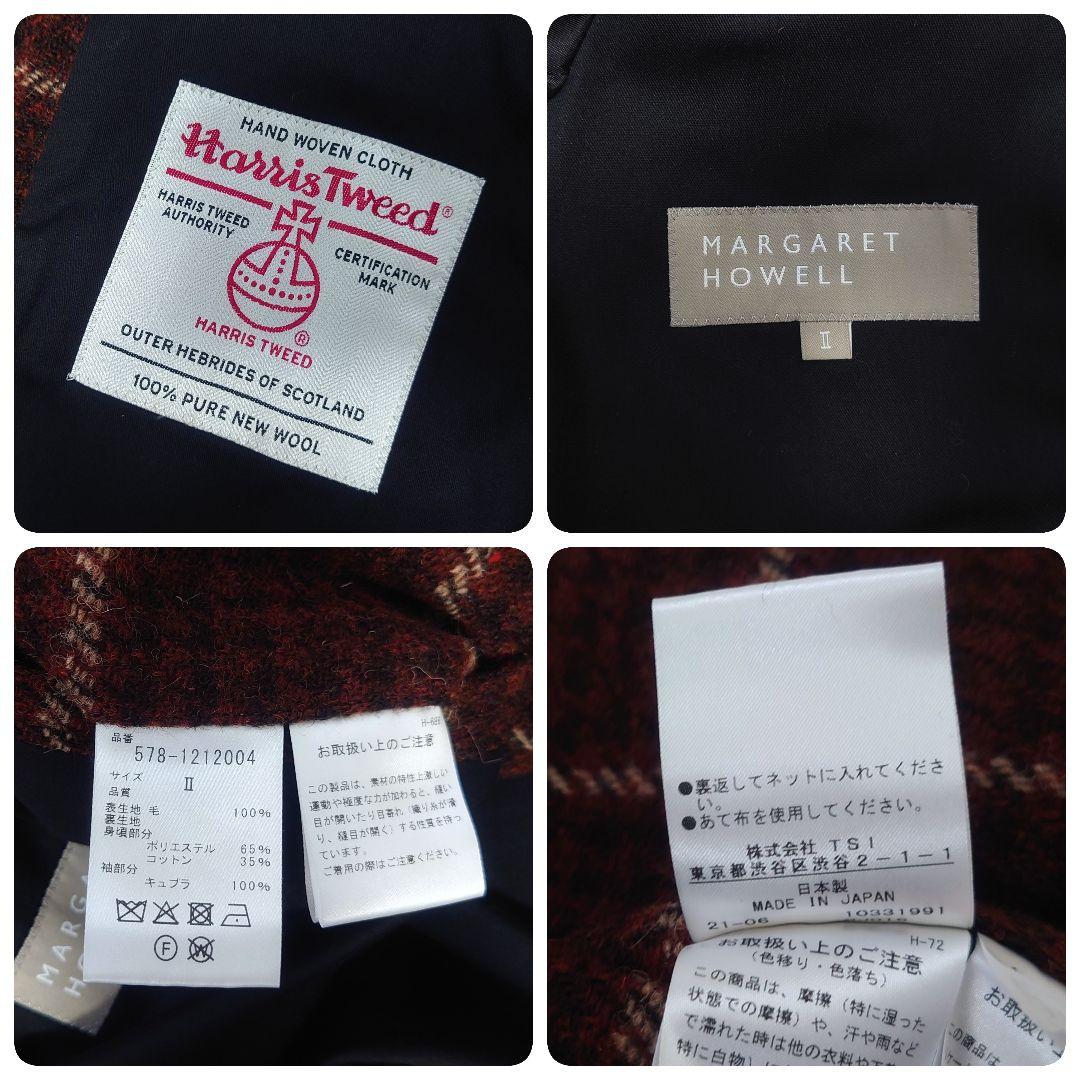 HAND WOVEN CLOTH
Harris Tweed®
HARRIS TWEED
AUTHORITY
CERTIFICATION
MARK
HARRIS TWEED®
OUTER HEBRIDES OF SCOTLAND
100% PURE NEW WOOL
MARGARET
HOWELL
II
品番
578-1212004
サイズ II
品質
表生地 毛 100%
裏生地
身頃部分
ポリエステル 65%
コットン 35%
袖部分
キュプラ 100%
F
W
MARGA
H
お取扱い上のご注意
この製品は、素材の特性上激しい
運動や極度な力が加わると、縫い
目が開いたり目寄れ(織り糸が滑
り、縫目が開く)する性質を持っ
ています。
ご着用の際はご注意ください。
●裏返してネットに入れてくださ
い。
●あて布を使用してください。
株式会社 TSI
東京都渋谷区渋谷2-1-1
日本製
MADE IN JAPAN
21-06 10331991
H-72
お取扱い上のご注意
(色移り・色落ち)
この商品は、摩擦(特に湿った
状態での摩擦)や、汗や雨など
で濡れた時は他の衣料や
特に白物
お取扱い
この商品は